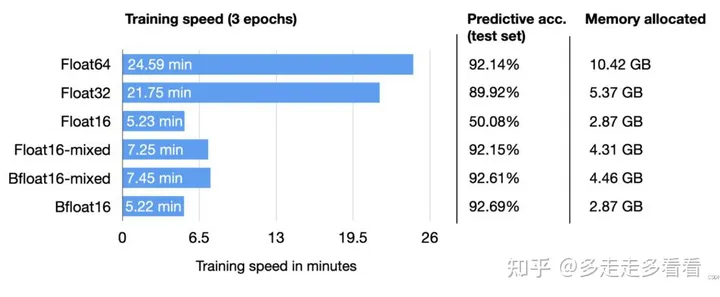 Training speed (3 epochs) Predictive acc. (test set) Memory allocated
Float64 24.59 min 92.14% 10.42 GB
Float32 21.75 min 89.92% 5.37 GB
Float16 5.23 min 50.08% 2.87 GB
Float16-mixed 7.25 min 92.15% 4.31 GB
Bfloat16-mixed 7.45 min 92.61% 4.46 GB
Bfloat16 5.22 min 92.69% 2.87 GB
0 6.5 13 19.5 26
Training speed in minutes
知乎 @多走走多看看